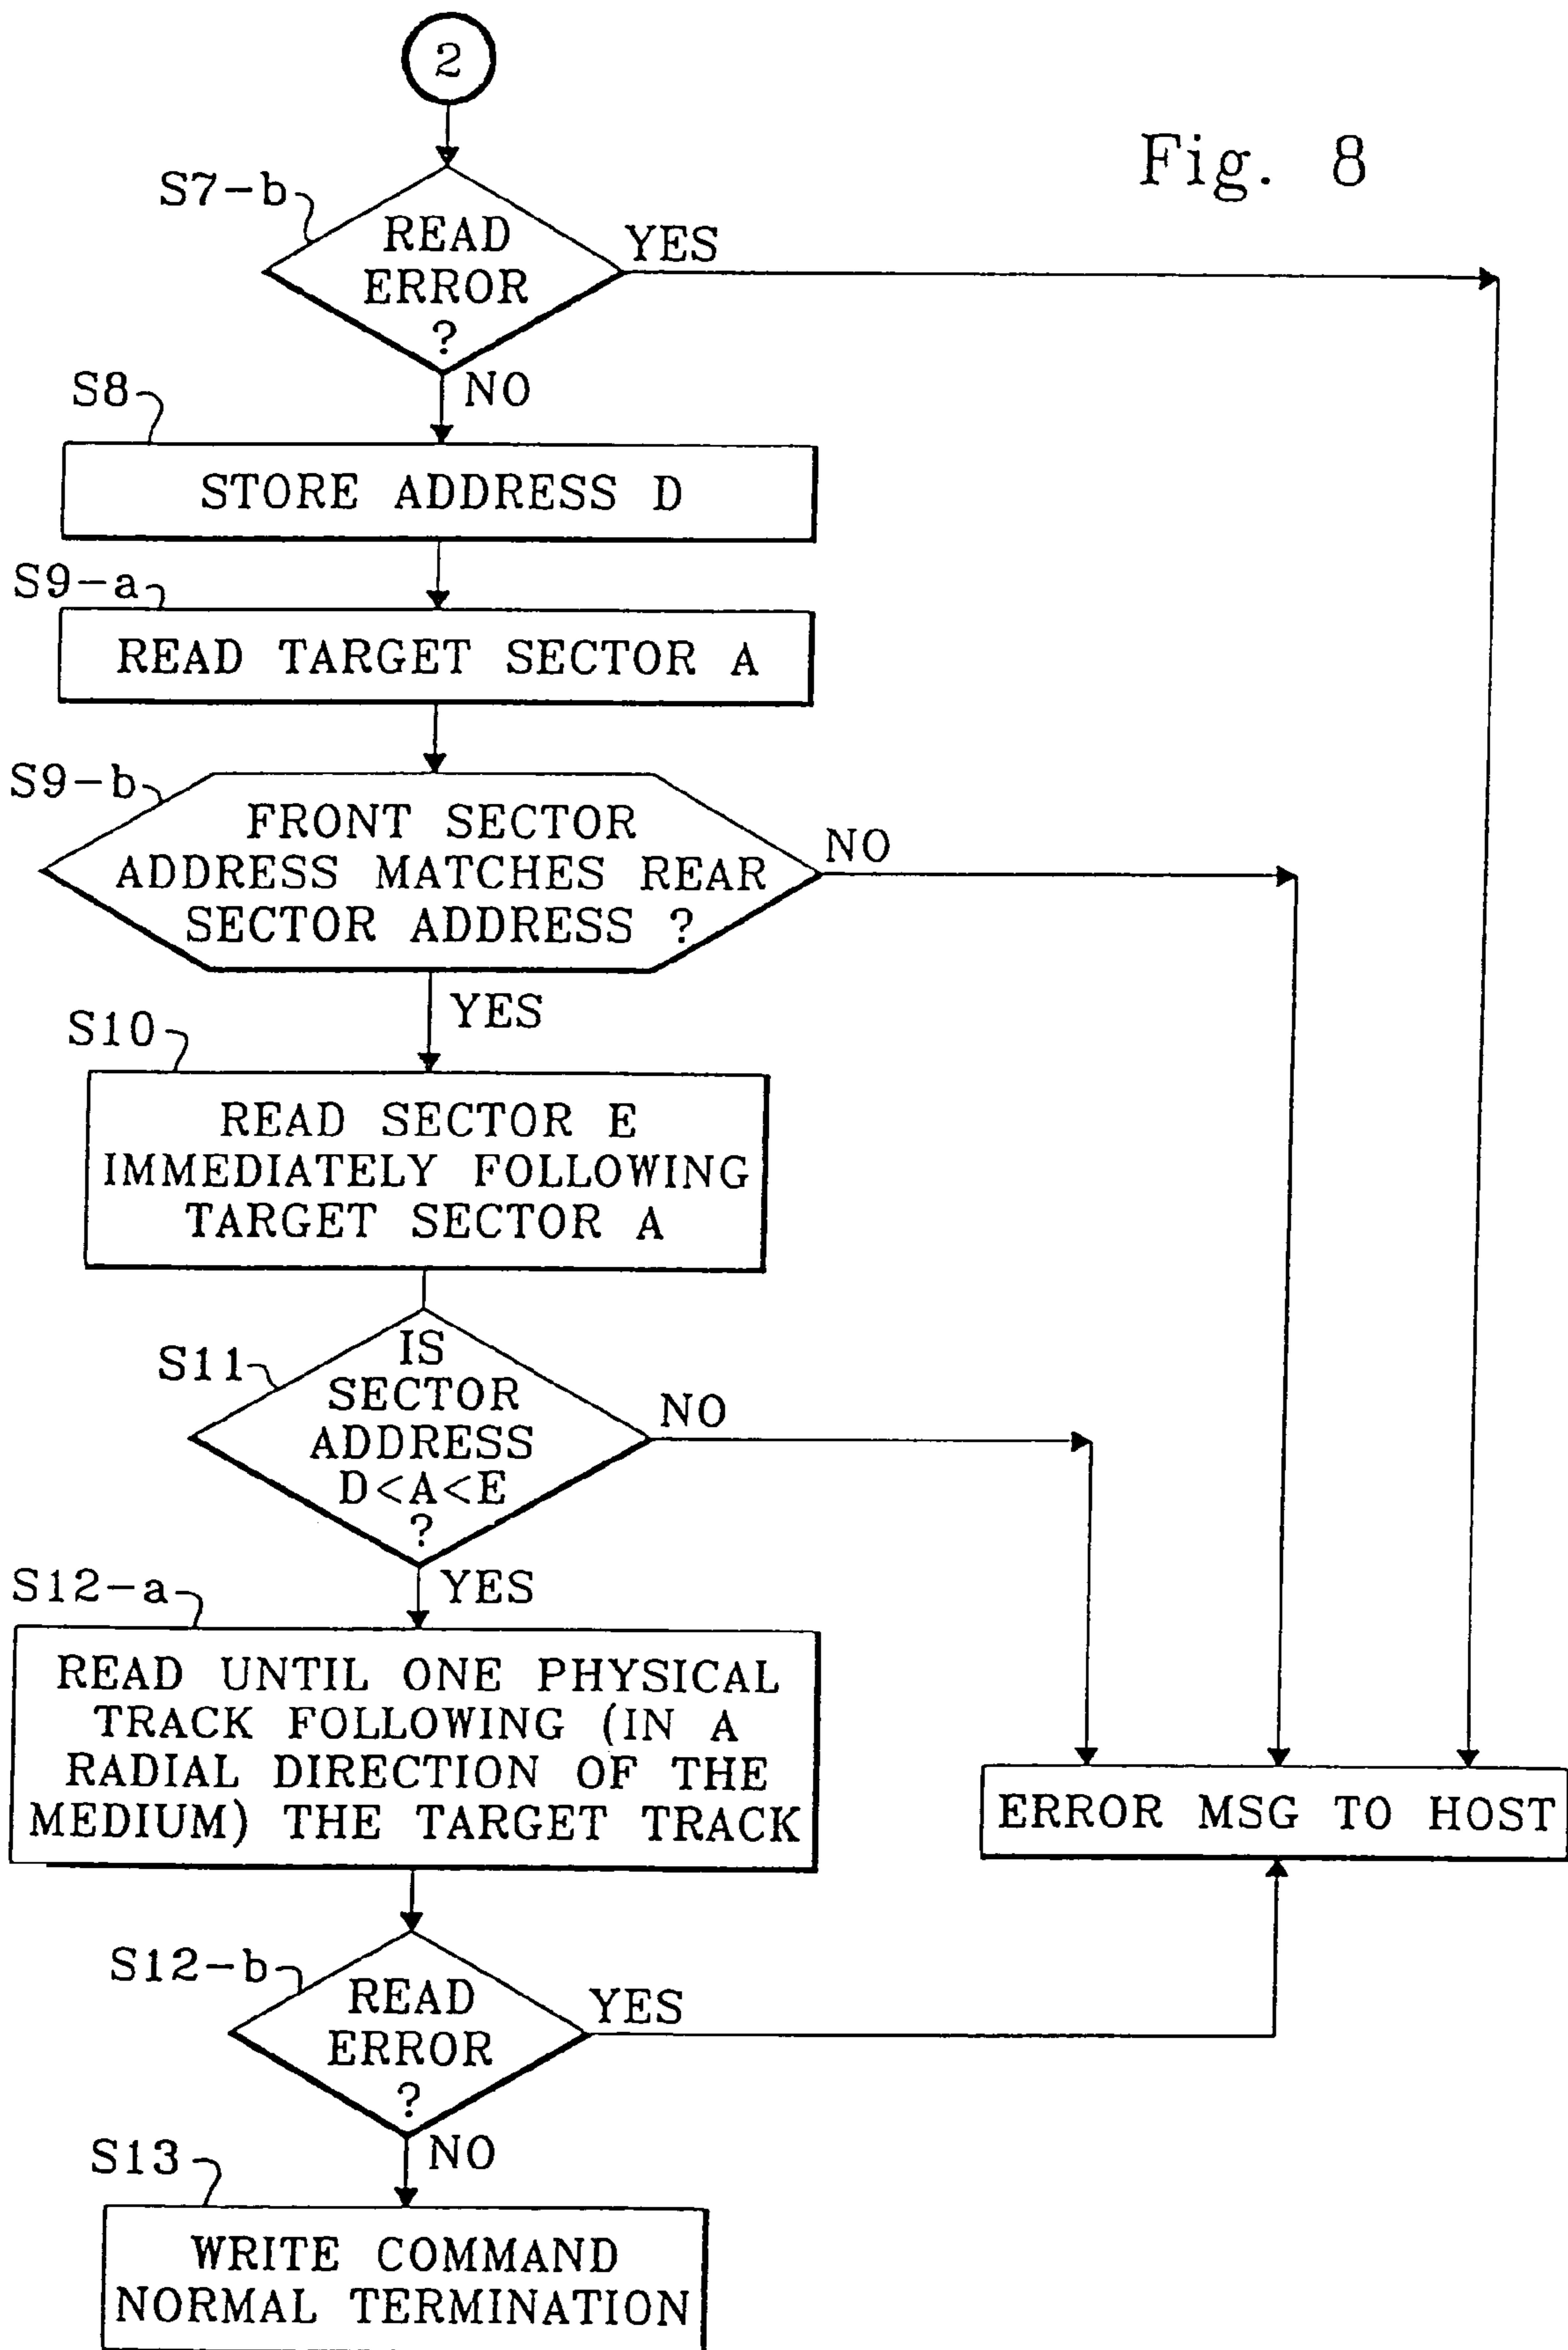 2
Fig. 8
S7-b
READ
ERROR
?
YES
NO
S8
STORE ADDRESS D
S9-a
READ TARGET SECTOR A
S9-b
FRONT SECTOR
ADDRESS MATCHES REAR
SECTOR ADDRESS ?
NO
YES
S10
READ SECTOR E
IMMEDIATELY FOLLOWING
TARGET SECTOR A
S11
IS
SECTOR
ADDRESS
D<A<E
?
NO
YES
S12-a
READ UNTIL ONE PHYSICAL
TRACK FOLLOWING (IN A
RADIAL DIRECTION OF THE
MEDIUM) THE TARGET TRACK
ERROR MSG TO HOST
S12-b
READ
ERROR
?
YES
NO
S13
WRITE COMMAND
NORMAL TERMINATION